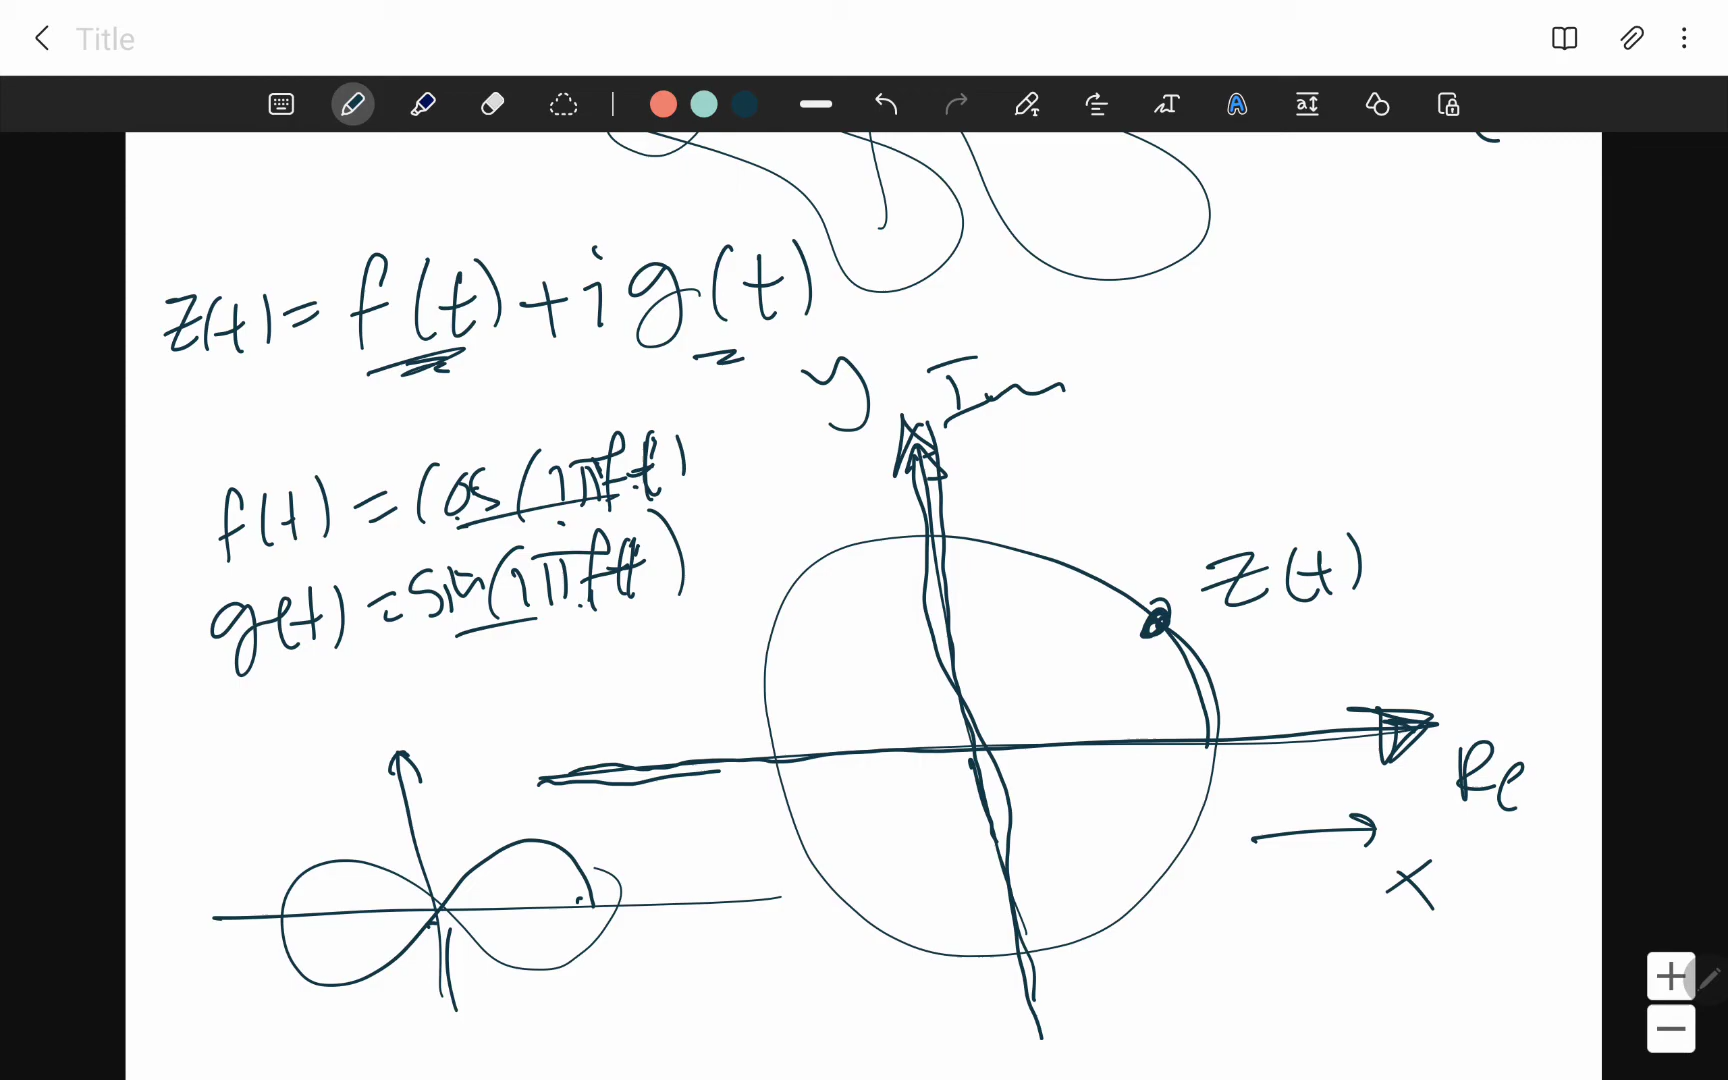 Title
z(t) = f(t) + i g(t)
y Im
f(t) = cos(2πft)
g(t) = sin(2πft)
z(t)
Re
x